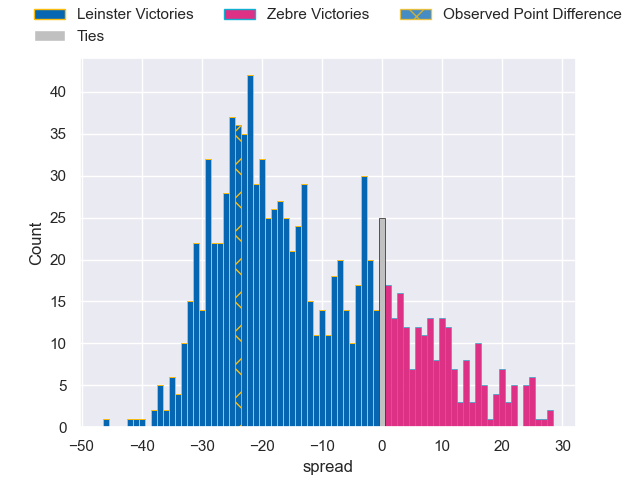 Leinster Victories Zebre Victories Observed Point Difference
Ties
40
35
30
25
20
15
10
5
0
Count
−50 −40 −30 −20 −10 0 10 20 30
spread